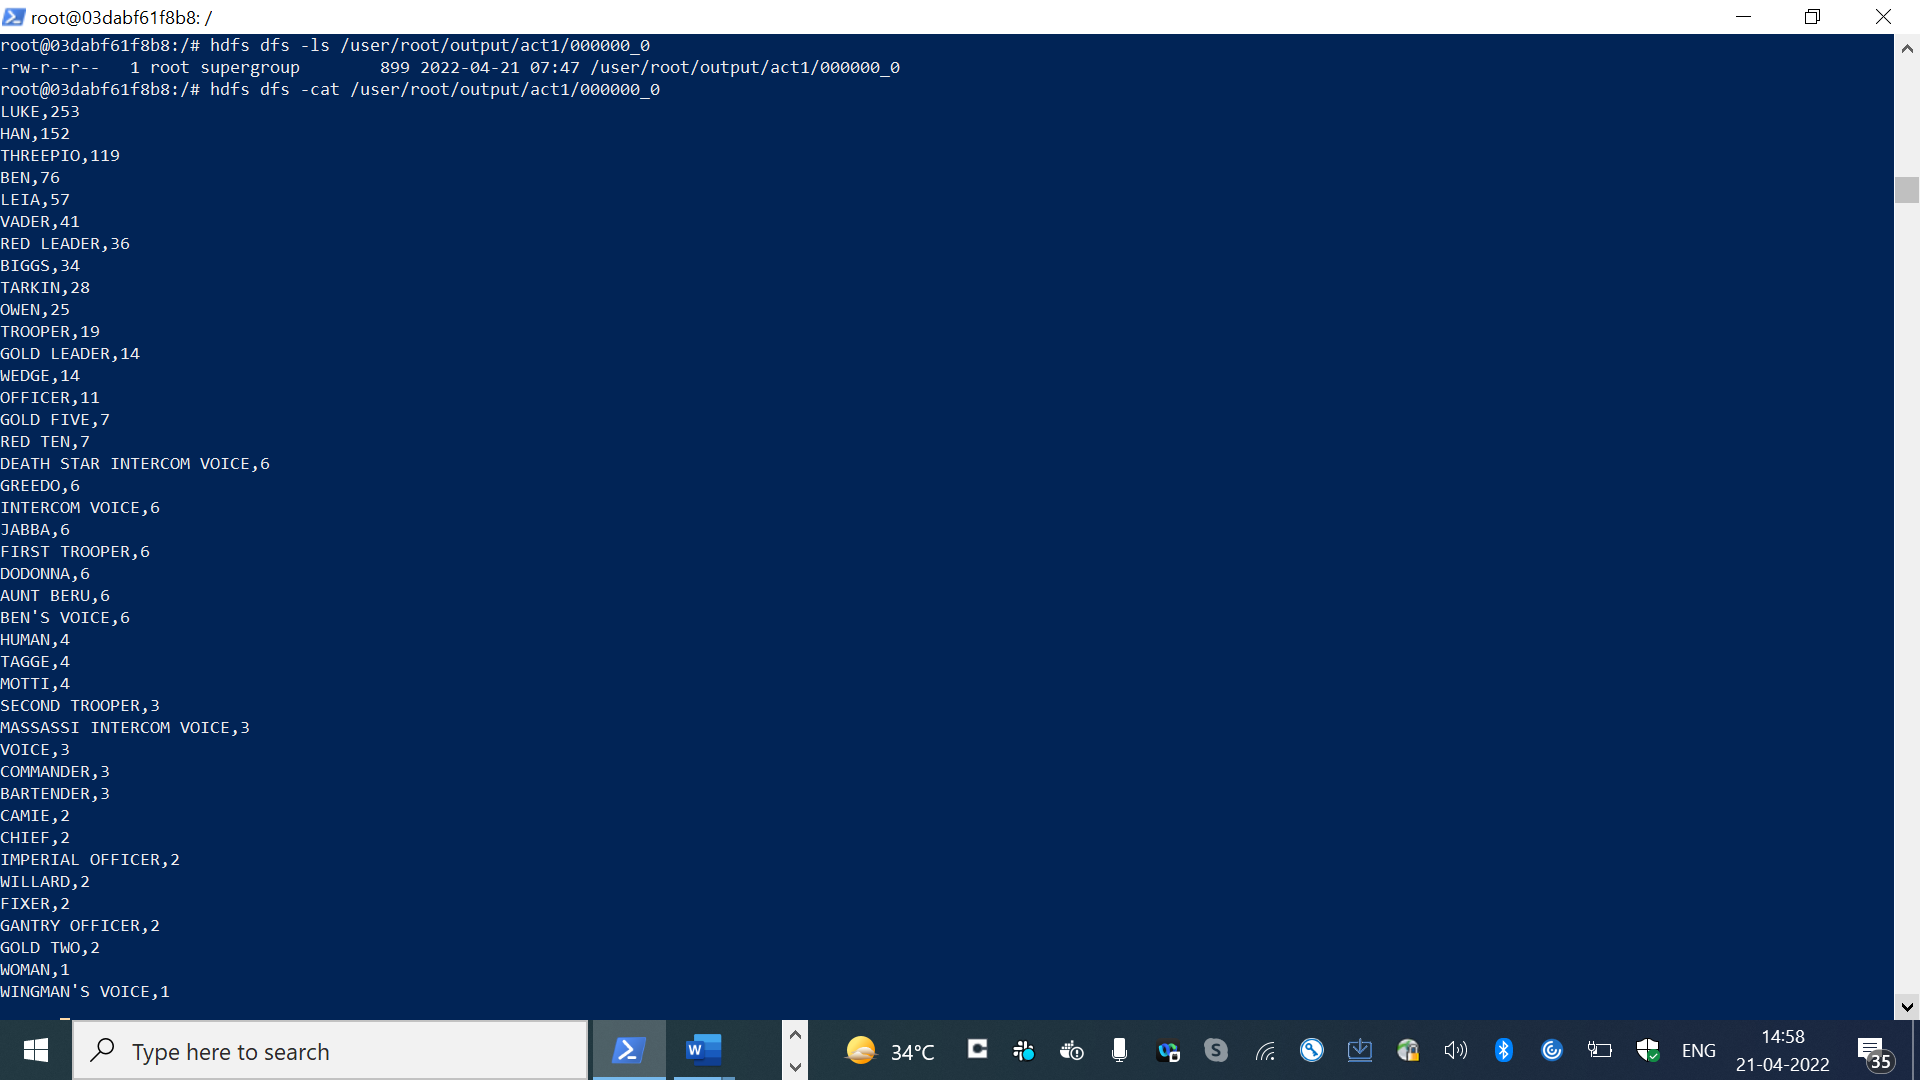 root@03dabf61f8b8: /
root@03dabf61f8b8:/# hdfs dfs -ls /user/root/output/act1/000000_0
-rw-r--r--   1 root supergroup        899 2022-04-21 07:47 /user/root/output/act1/000000_0
root@03dabf61f8b8:/# hdfs dfs -cat /user/root/output/act1/000000_0
LUKE,253
HAN,152
THREEPIO,119
BEN,76
LEIA,57
VADER,41
RED LEADER,36
BIGGS,34
TARKIN,28
OWEN,25
TROOPER,19
GOLD LEADER,14
WEDGE,14
OFFICER,11
GOLD FIVE,7
RED TEN,7
DEATH STAR INTERCOM VOICE,6
GREEDO,6
INTERCOM VOICE,6
JABBA,6
FIRST TROOPER,6
DODONNA,6
AUNT BERU,6
BEN'S VOICE,6
HUMAN,4
TAGGE,4
MOTTI,4
SECOND TROOPER,3
MASSASSI INTERCOM VOICE,3
VOICE,3
COMMANDER,3
BARTENDER,3
CAMIE,2
CHIEF,2
IMPERIAL OFFICER,2
WILLARD,2
FIXER,2
GANTRY OFFICER,2
GOLD TWO,2
WOMAN,1
WINGMAN'S VOICE,1
Type here to search
W
34°C
S
ENG
14:58
21-04-2022
35